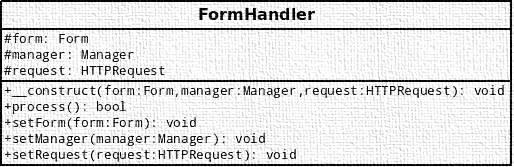 FormHandler
#form: Form
#manager: Manager
#request: HTTPRequest
+__construct(form:Form,manager:Manager,request:HTTPRequest): void
+process(): bool
+setForm(form:Form): void
+setManager(manager:Manager): void
+setRequest(request:HTTPRequest): void